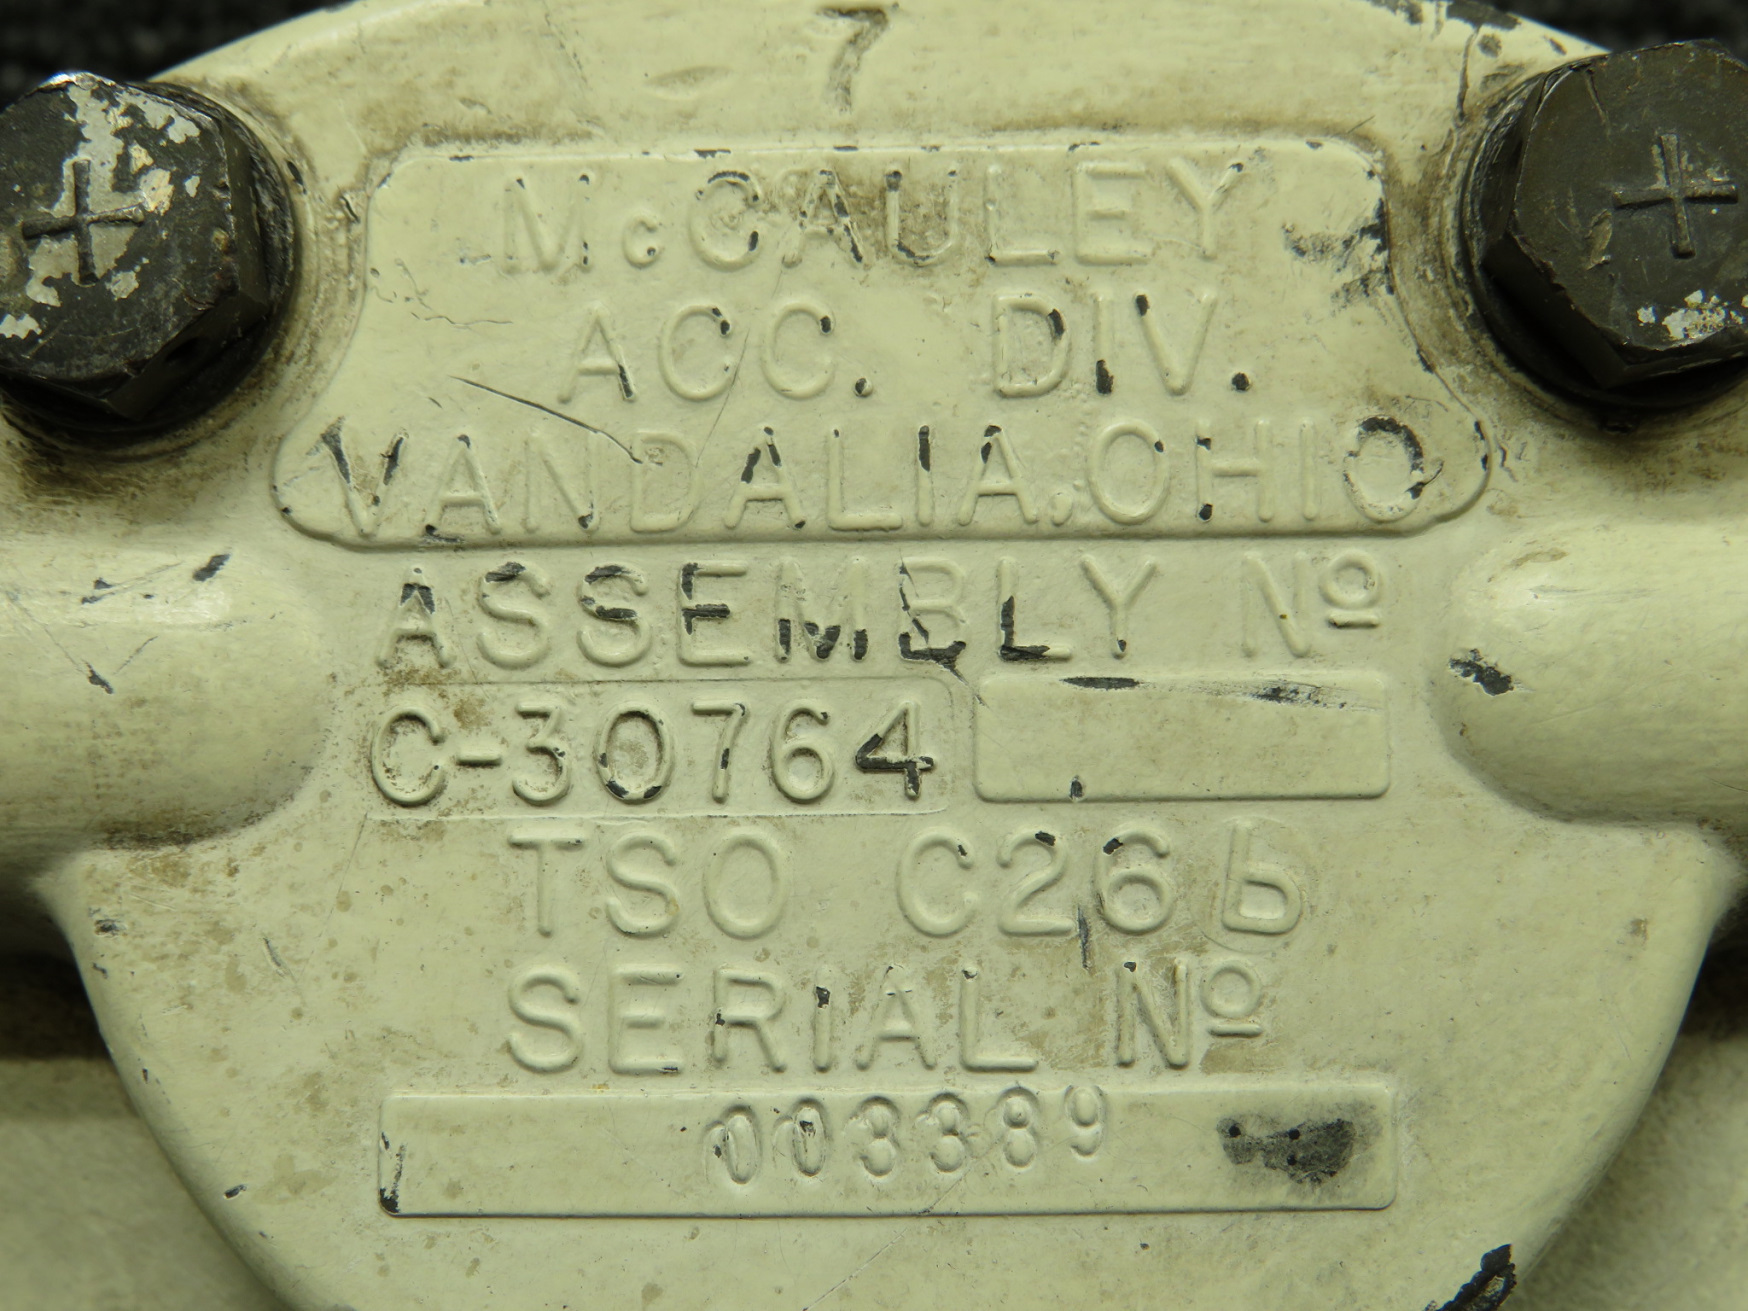 7
McCAULEY
ACC. DIV.
VANDALIA, OHIO
ASSEMBLY Nº
C-30764
TSO C26b
SERIAL Nº
003389